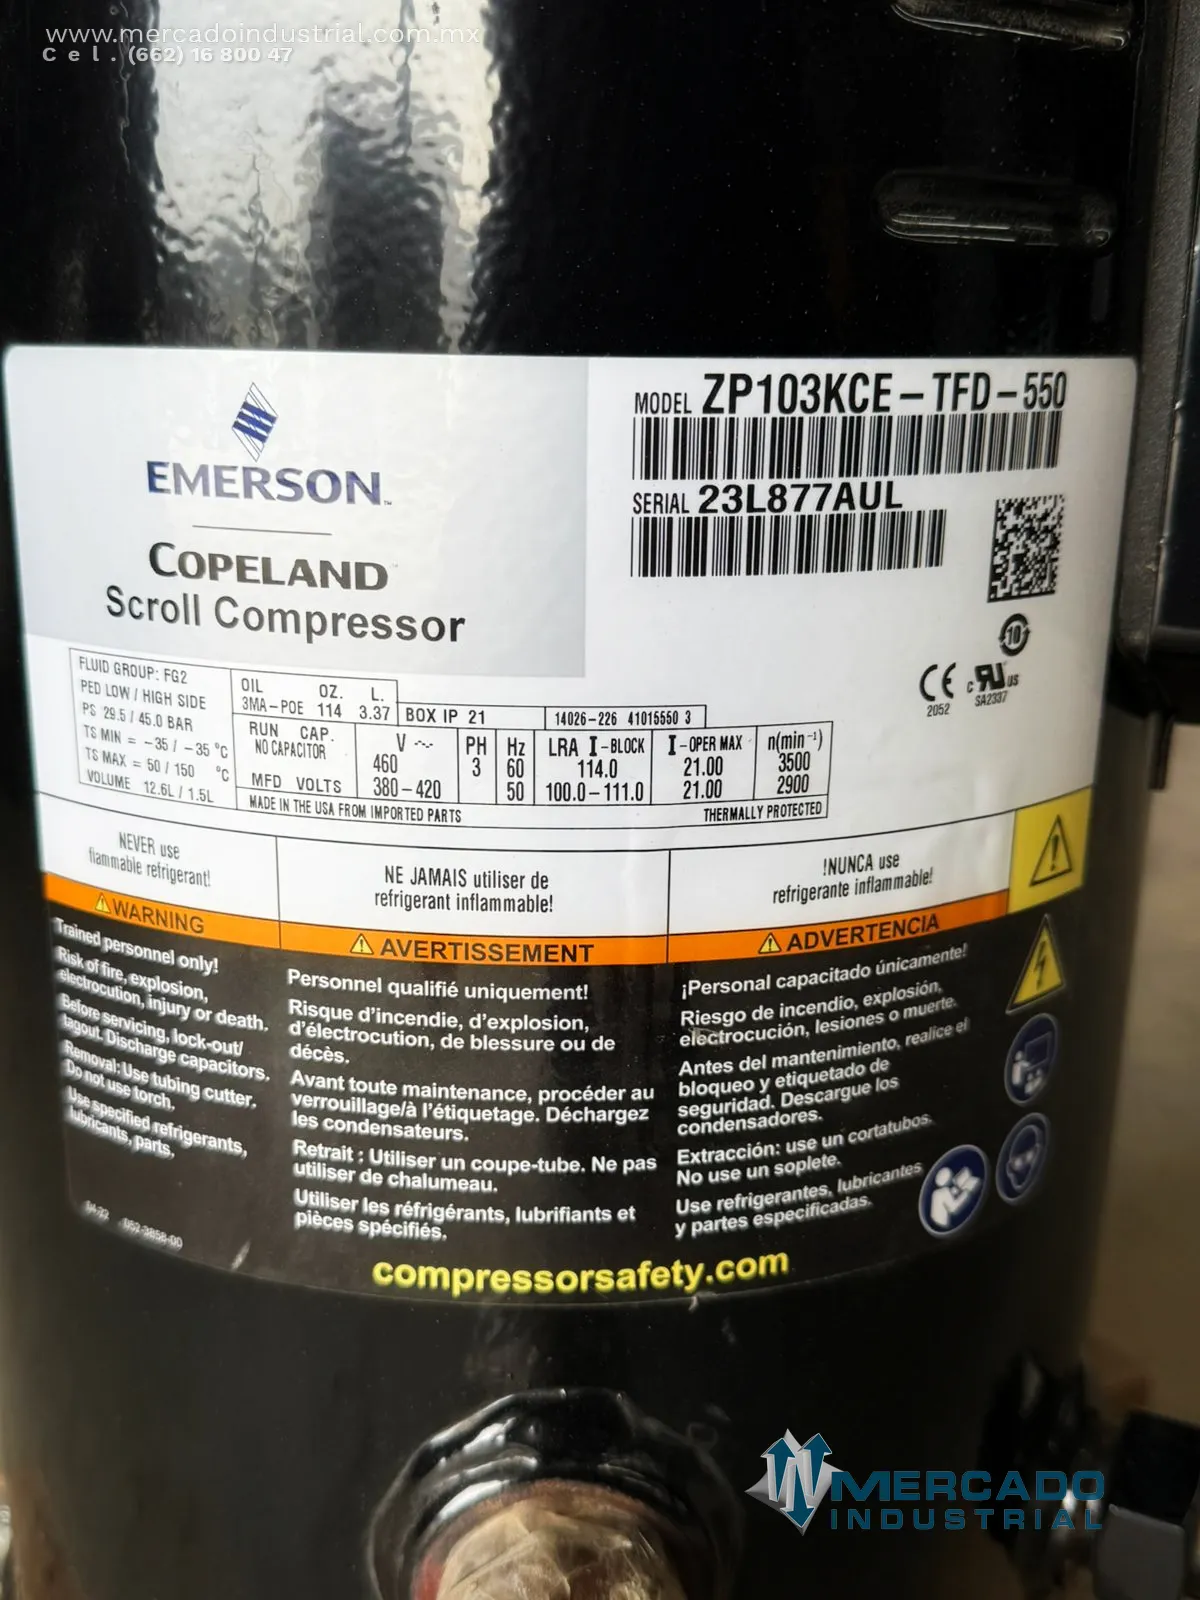 www.mercadoindustrial.com.mx
Cel. (662) 16 800 47
MODEL ZP103KCE-TFD-550
SERIAL 23L877AUL
EMERSON™
COPELAND™
Scroll Compressor
10
CE
2052
c RU US
SA2337
FLUID GROUP: FG2
PED LOW / HIGH SIDE
PS 29.5 / 45.0 BAR
TS MIN = -35 / -35 °C
TS MAX = 50 / 150 °C
VOLUME 12.6L / 1.5L
OIL OZ. L.
3MA-POE 114 3.37
BOX IP 21
14026-226 41015550 3
RUN CAP.
NO CAPACITOR
MFD VOLTS
V PH Hz LRA I-BLOCK I-OPER MAX n(min⁻¹)
460 3 60 114.0 21.00 3500
380-420 50 100.0-111.0 21.00 2900
MADE IN THE USA FROM IMPORTED PARTS
THERMALLY PROTECTED
NEVER use
flammable refrigerant!
WARNING
Trained personnel only!
Risk of fire, explosion,
electrocution, injury or death.
Before servicing, lock-out/
tagout. Discharge capacitors.
Removal: Use tubing cutter.
Do not use torch.
Use specified refrigerants,
lubricants, parts.
NE JAMAIS utiliser de
refrigerant inflammable!
AVERTISSEMENT
Personnel qualifié uniquement!
Risque d'incendie, d'explosion,
d'électrocution, de blessure ou de
décès.
Avant toute maintenance, procéder au
verrouillage/à l'étiquetage. Déchargez
les condensateurs.
Retrait : Utiliser un coupe-tube. Ne pas
utiliser de chalumeau.
Utiliser les réfrigérants, lubrifiants et
pièces spécifiés.
!NUNCA use
refrigerante inflammable!
ADVERTENCIA
¡Personal capacitado únicamente!
Riesgo de incendio, explosión,
electrocución, lesiones o muerte.
Antes del mantenimiento, realice el
bloqueo y etiquetado de
seguridad. Descargue los
condensadores.
Extracción: use un cortatubos.
No use un soplete.
Use refrigerantes, lubricantes
y partes especificadas.
052-3858-00
compressorsafety.com
MERCADO
INDUSTRIAL